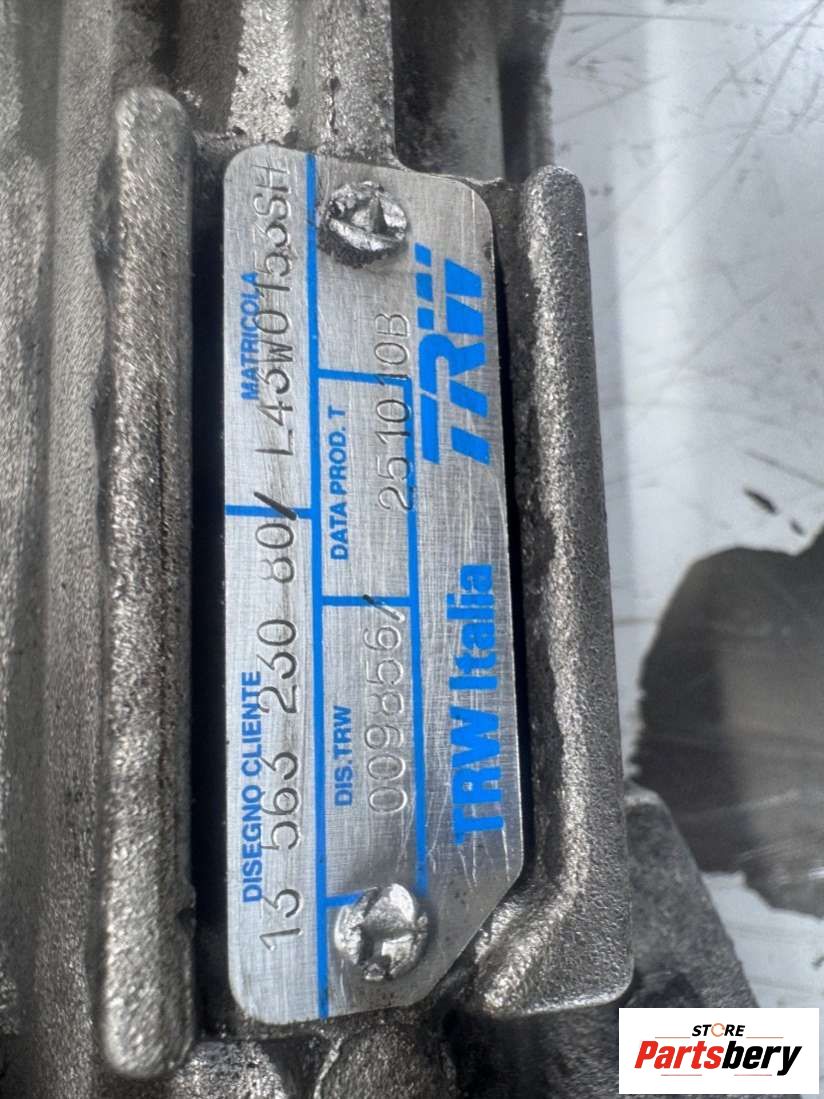 DISEGNO CLIENTE
MATRICOLA
13 563 230 80/ L43W0153SH
DIS.TRW
DATA PROD. T
009856/
251010B
TRW Italia
TRW
STORE
Partsbery